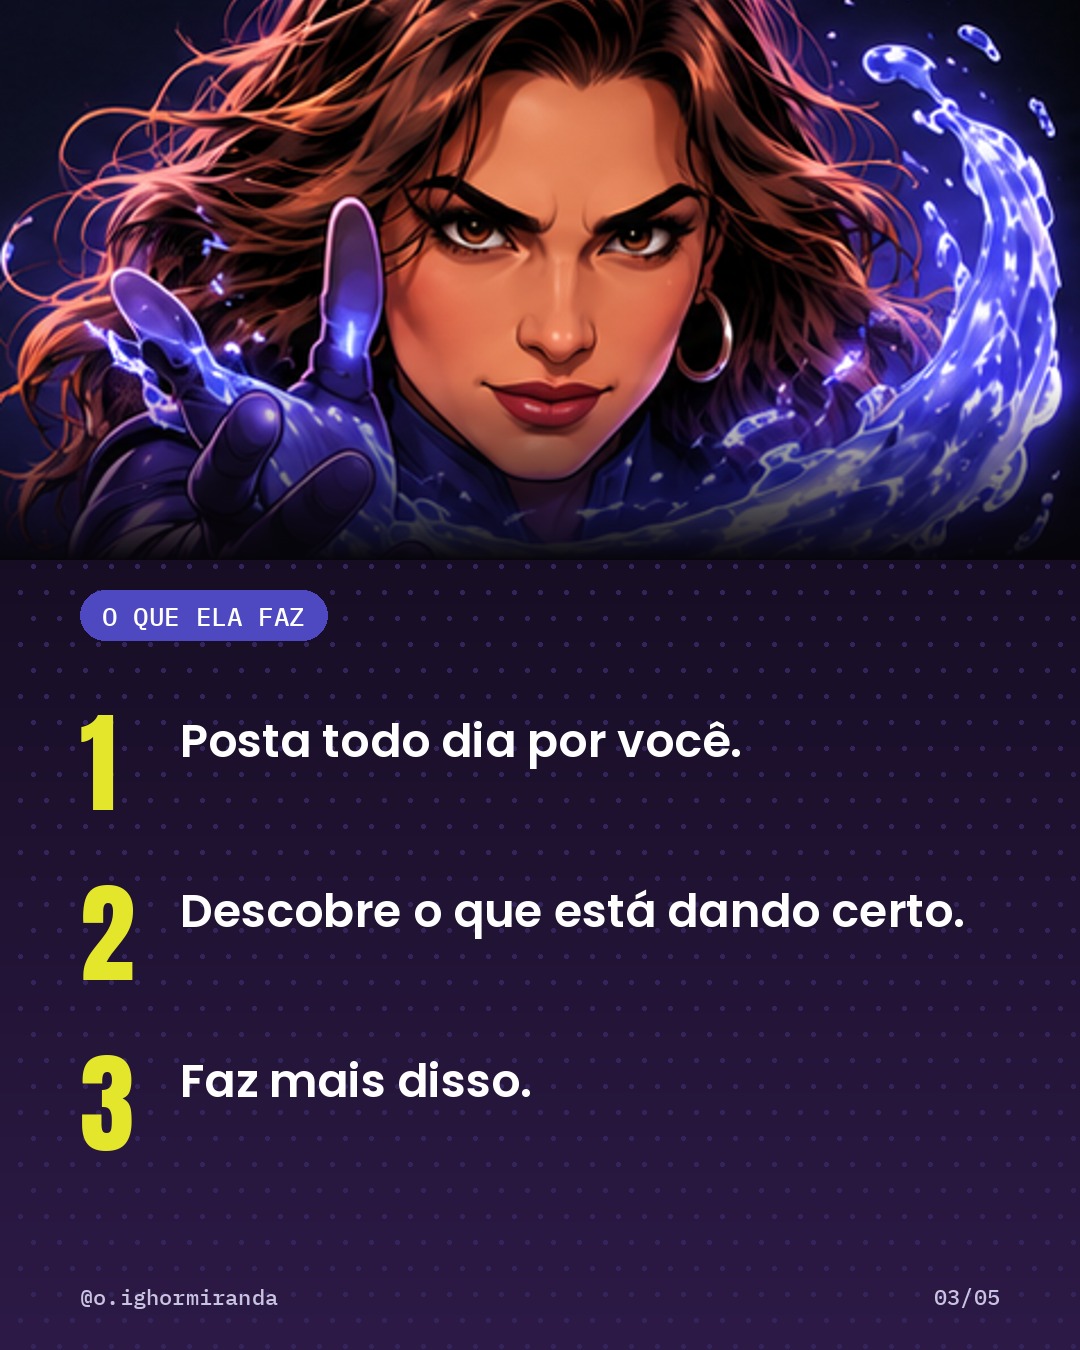 O QUE ELA FAZ
1 Posta todo dia por você.
2 Descobre o que está dando certo.
3 Faz mais disso.
@o.ighormiranda 03/05